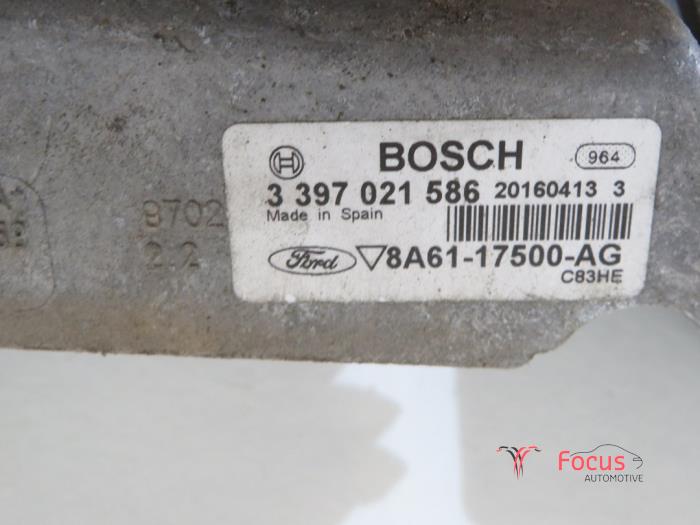 BOSCH 964
3 397 021 586 20160413 3
Made in Spain
Ford 8A61-17500-AG
C83HE
8702
2.2
Focus
AUTOMOTIVE